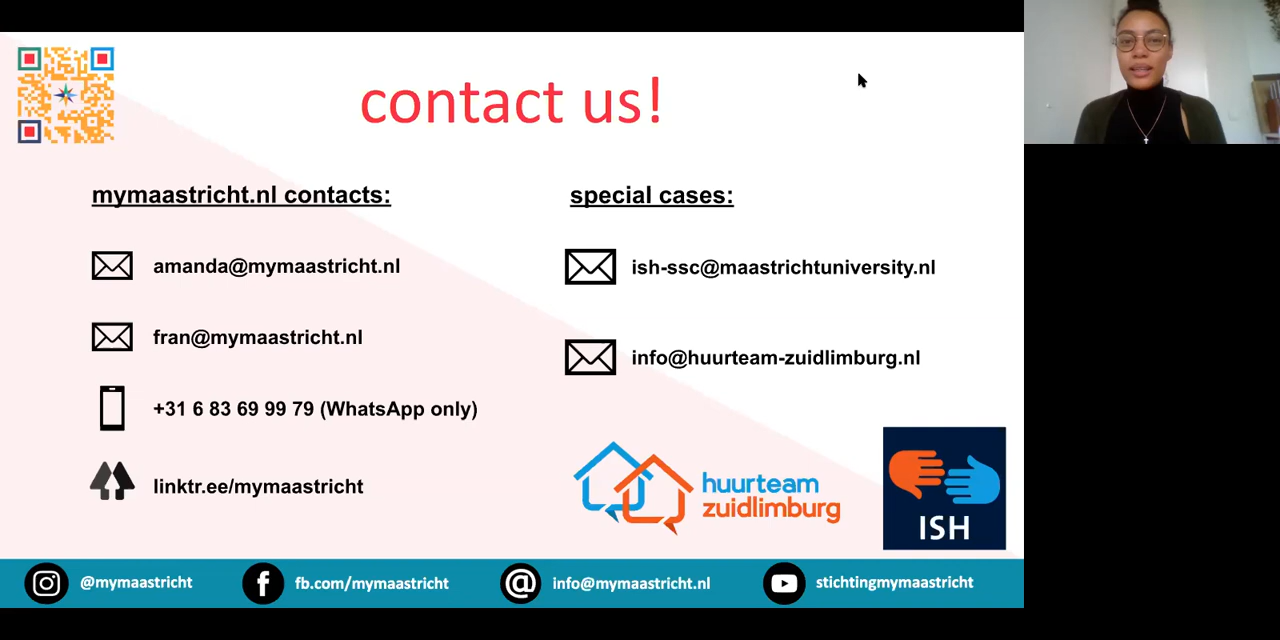 contact us!
mymaastricht.nl contacts:
amanda@mymaastricht.nl
fran@mymaastricht.nl
+31 6 83 69 99 79 (WhatsApp only)
linktr.ee/mymaastricht
special cases:
ish-ssc@maastrichtuniversity.nl
info@huurteam-zuidlimburg.nl
huurteam
zuidlimburg
ISH
@mymaastricht
fb.com/mymaastricht
info@mymaastricht.nl
stichtingmymaastricht